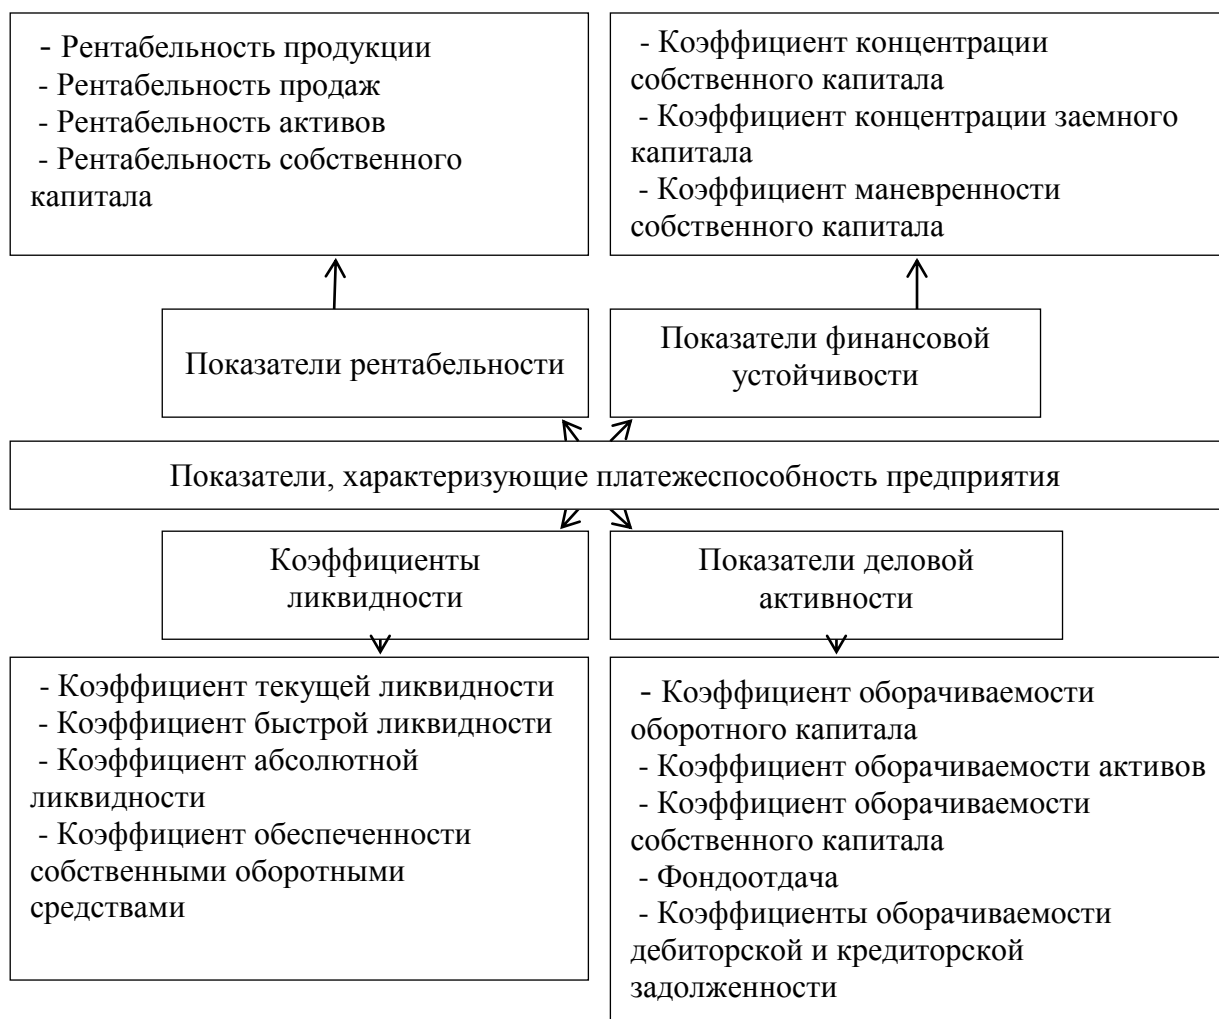 - Рентабельность продукции
- Рентабельность продаж
- Рентабельность активов
- Рентабельность собственного
капитала
- Коэффициент концентрации
собственного капитала
- Коэффициент концентрации заемного
капитала
- Коэффициент маневренности
собственного капитала
Показатели рентабельности
Показатели финансовой
устойчивости
Показатели, характеризующие платежеспособность предприятия
Коэффициенты
ликвидности
Показатели деловой
активности
- Коэффициент текущей ликвидности
- Коэффициент быстрой ликвидности
- Коэффициент абсолютной
ликвидности
- Коэффициент обеспеченности
собственными оборотными
средствами
- Коэффициент оборачиваемости
оборотного капитала
- Коэффициент оборачиваемости активов
- Коэффициент оборачиваемости
собственного капитала
- Фондоотдача
- Коэффициенты оборачиваемости
дебиторской и кредиторской
задолженности